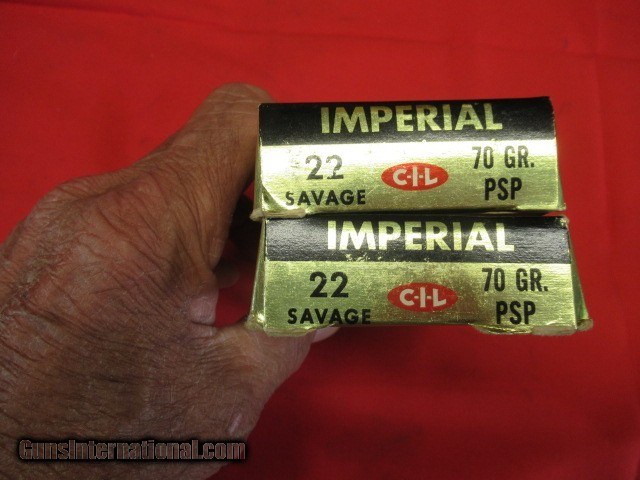 IMPERIAL
22 C-I-L 70 GR.
SAVAGE PSP
IMPERIAL
22 C-I-L 70 GR.
SAVAGE PSP
GunsInternational.com